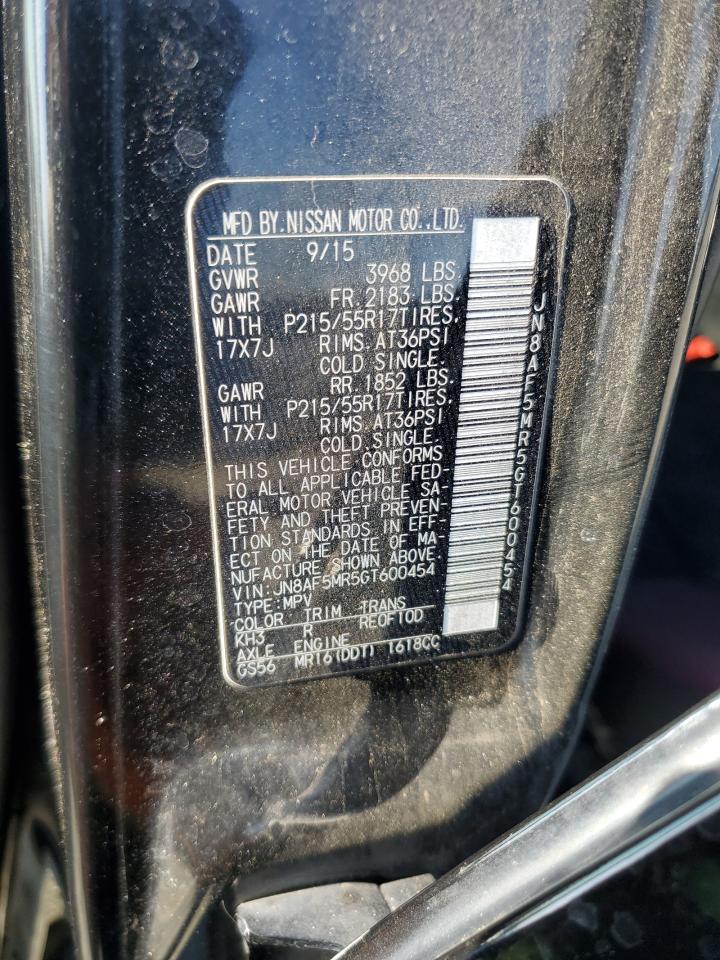 MFD BY.NISSAN MOTOR CO.,LTD.
DATE 9/15
GVWR 3968 LBS.
GAWR FR.2183 LBS.
WITH P215/55R17TIRES.
17X7J RIMS.AT36PSI
COLD SINGLE.
GAWR RR.1852 LBS.
WITH P215/55R17TIRES.
17X7J RIMS.AT36PSI
COLD.SINGLE.
THIS VEHICLE CONFORMS
TO ALL APPLICABLE FED-
ERAL MOTOR VEHICLE SA-
FETY AND THEFT PREVEN-
TION STANDARDS IN EFF-
ECT ON THE DATE OF MA-
NUFACTURE SHOWN ABOVE.
VIN:JN8AF5MR5GT600454
TYPE:MPV
COLOR TRIM TRANS
KH3 R RE0F10D
AXLE ENGINE
GS56 MR16(DDT) 1618CC
JN8AF5MR5GT600454